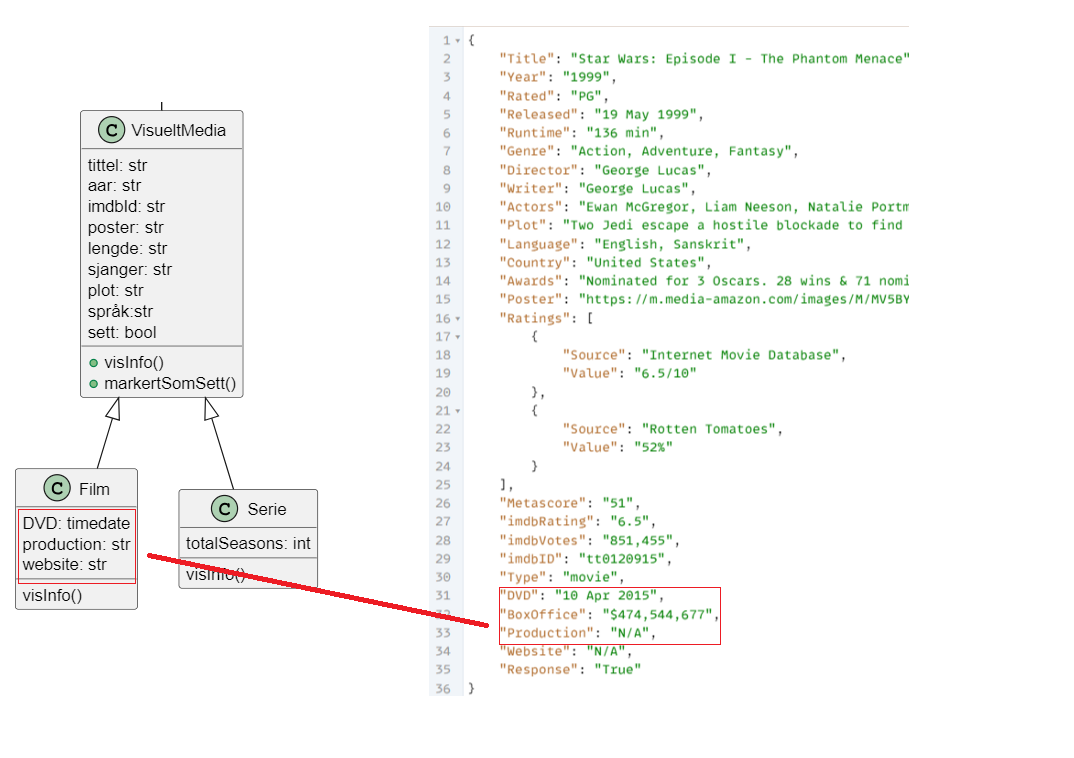 C VisueltMedia
tittel: str
aar: str
imdbId: str
poster: str
lengde: str
sjanger: str
plot: str
språk:str
sett: bool
visInfo()
markertSomSett()
C Film
DVD: timedate
production: str
website: str
visInfo()
C Serie
totalSeasons: int
visInfo()
1 {
2 "Title": "Star Wars: Episode I - The Phantom Menace"
3 "Year": "1999",
4 "Rated": "PG",
5 "Released": "19 May 1999",
6 "Runtime": "136 min",
7 "Genre": "Action, Adventure, Fantasy",
8 "Director": "George Lucas",
9 "Writer": "George Lucas",
10 "Actors": "Ewan McGregor, Liam Neeson, Natalie Portm
11 "Plot": "Two Jedi escape a hostile blockade to find
12 "Language": "English, Sanskrit",
13 "Country": "United States",
14 "Awards": "Nominated for 3 Oscars. 28 wins & 71 nomi
15 "Poster": "https://m.media-amazon.com/images/M/MV5BY
16 "Ratings": [
17 {
18 "Source": "Internet Movie Database",
19 "Value": "6.5/10"
20 },
21 {
22 "Source": "Rotten Tomatoes",
23 "Value": "52%"
24 }
25 ],
26 "Metascore": "51",
27 "imdbRating": "6.5",
28 "imdbVotes": "851,455",
29 "imdbID": "tt0120915",
30 "Type": "movie",
31 "DVD": "10 Apr 2015",
32 "BoxOffice": "$474,544,677",
33 "Production": "N/A",
34 "Website": "N/A",
35 "Response": "True"
36 }